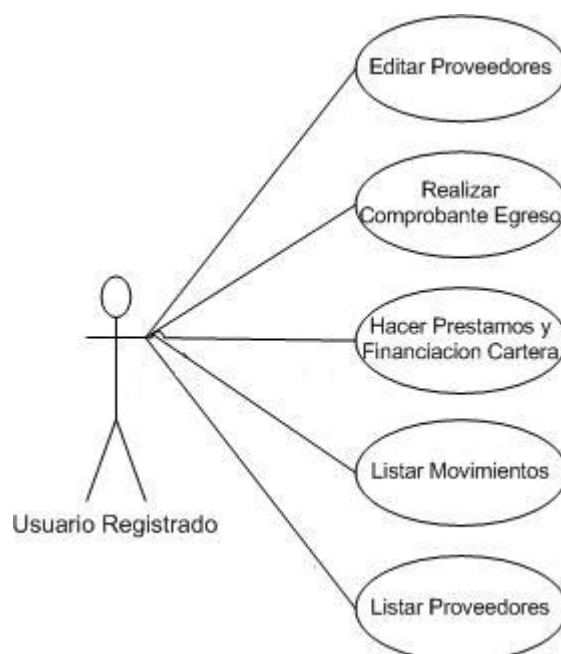 Editar Proveedores
Realizar
Comprobante Egreso
Hacer Prestamos y
Financiacion Cartera
Listar Movimientos
Usuario Registrado
Listar Proveedores